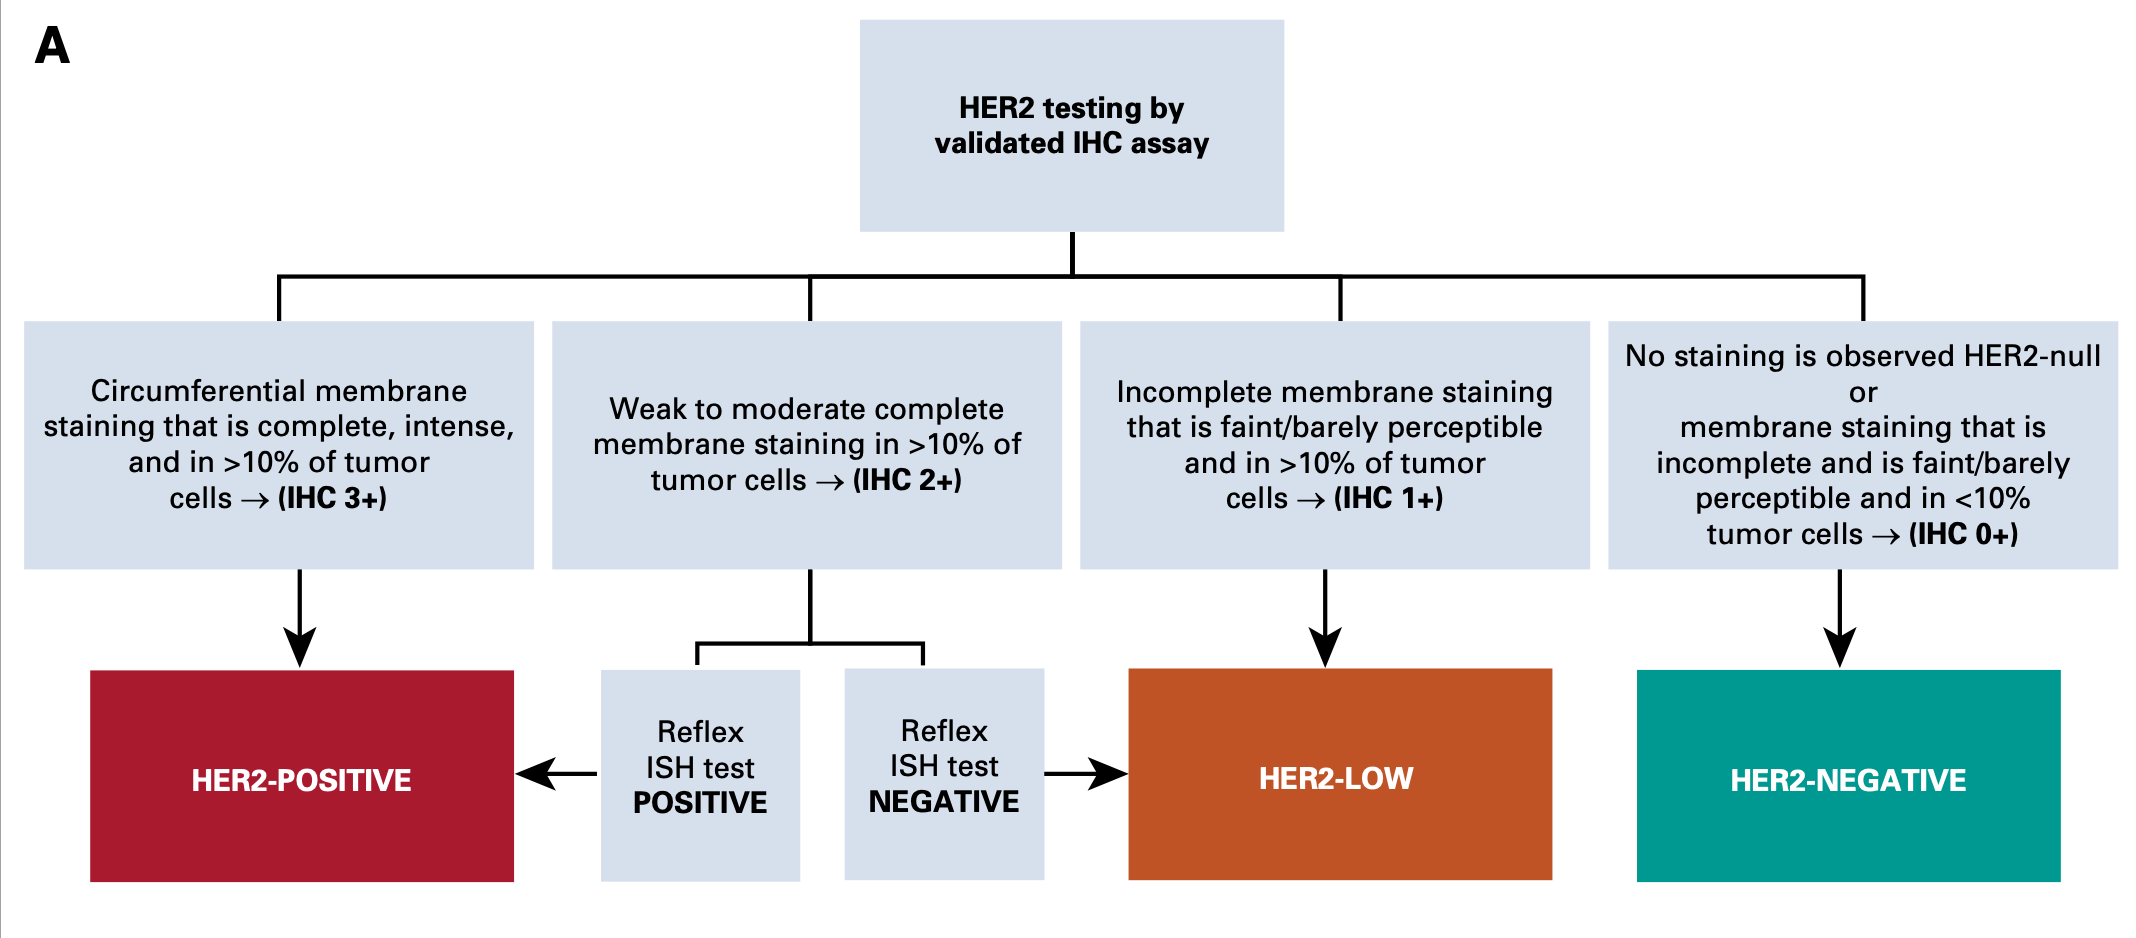 A
HER2 testing by
validated IHC assay
Circumferential membrane
staining that is complete, intense,
and in >10% of tumor
cells → (IHC 3+)
Weak to moderate complete
membrane staining in >10% of
tumor cells → (IHC 2+)
Incomplete membrane staining
that is faint/barely perceptible
and in >10% of tumor
cells → (IHC 1+)
No staining is observed HER2-null
or
membrane staining that is
incomplete and is faint/barely
perceptible and in <10%
tumor cells → (IHC 0+)
HER2-POSITIVE
Reflex
ISH test
POSITIVE
Reflex
ISH test
NEGATIVE
HER2-LOW
HER2-NEGATIVE